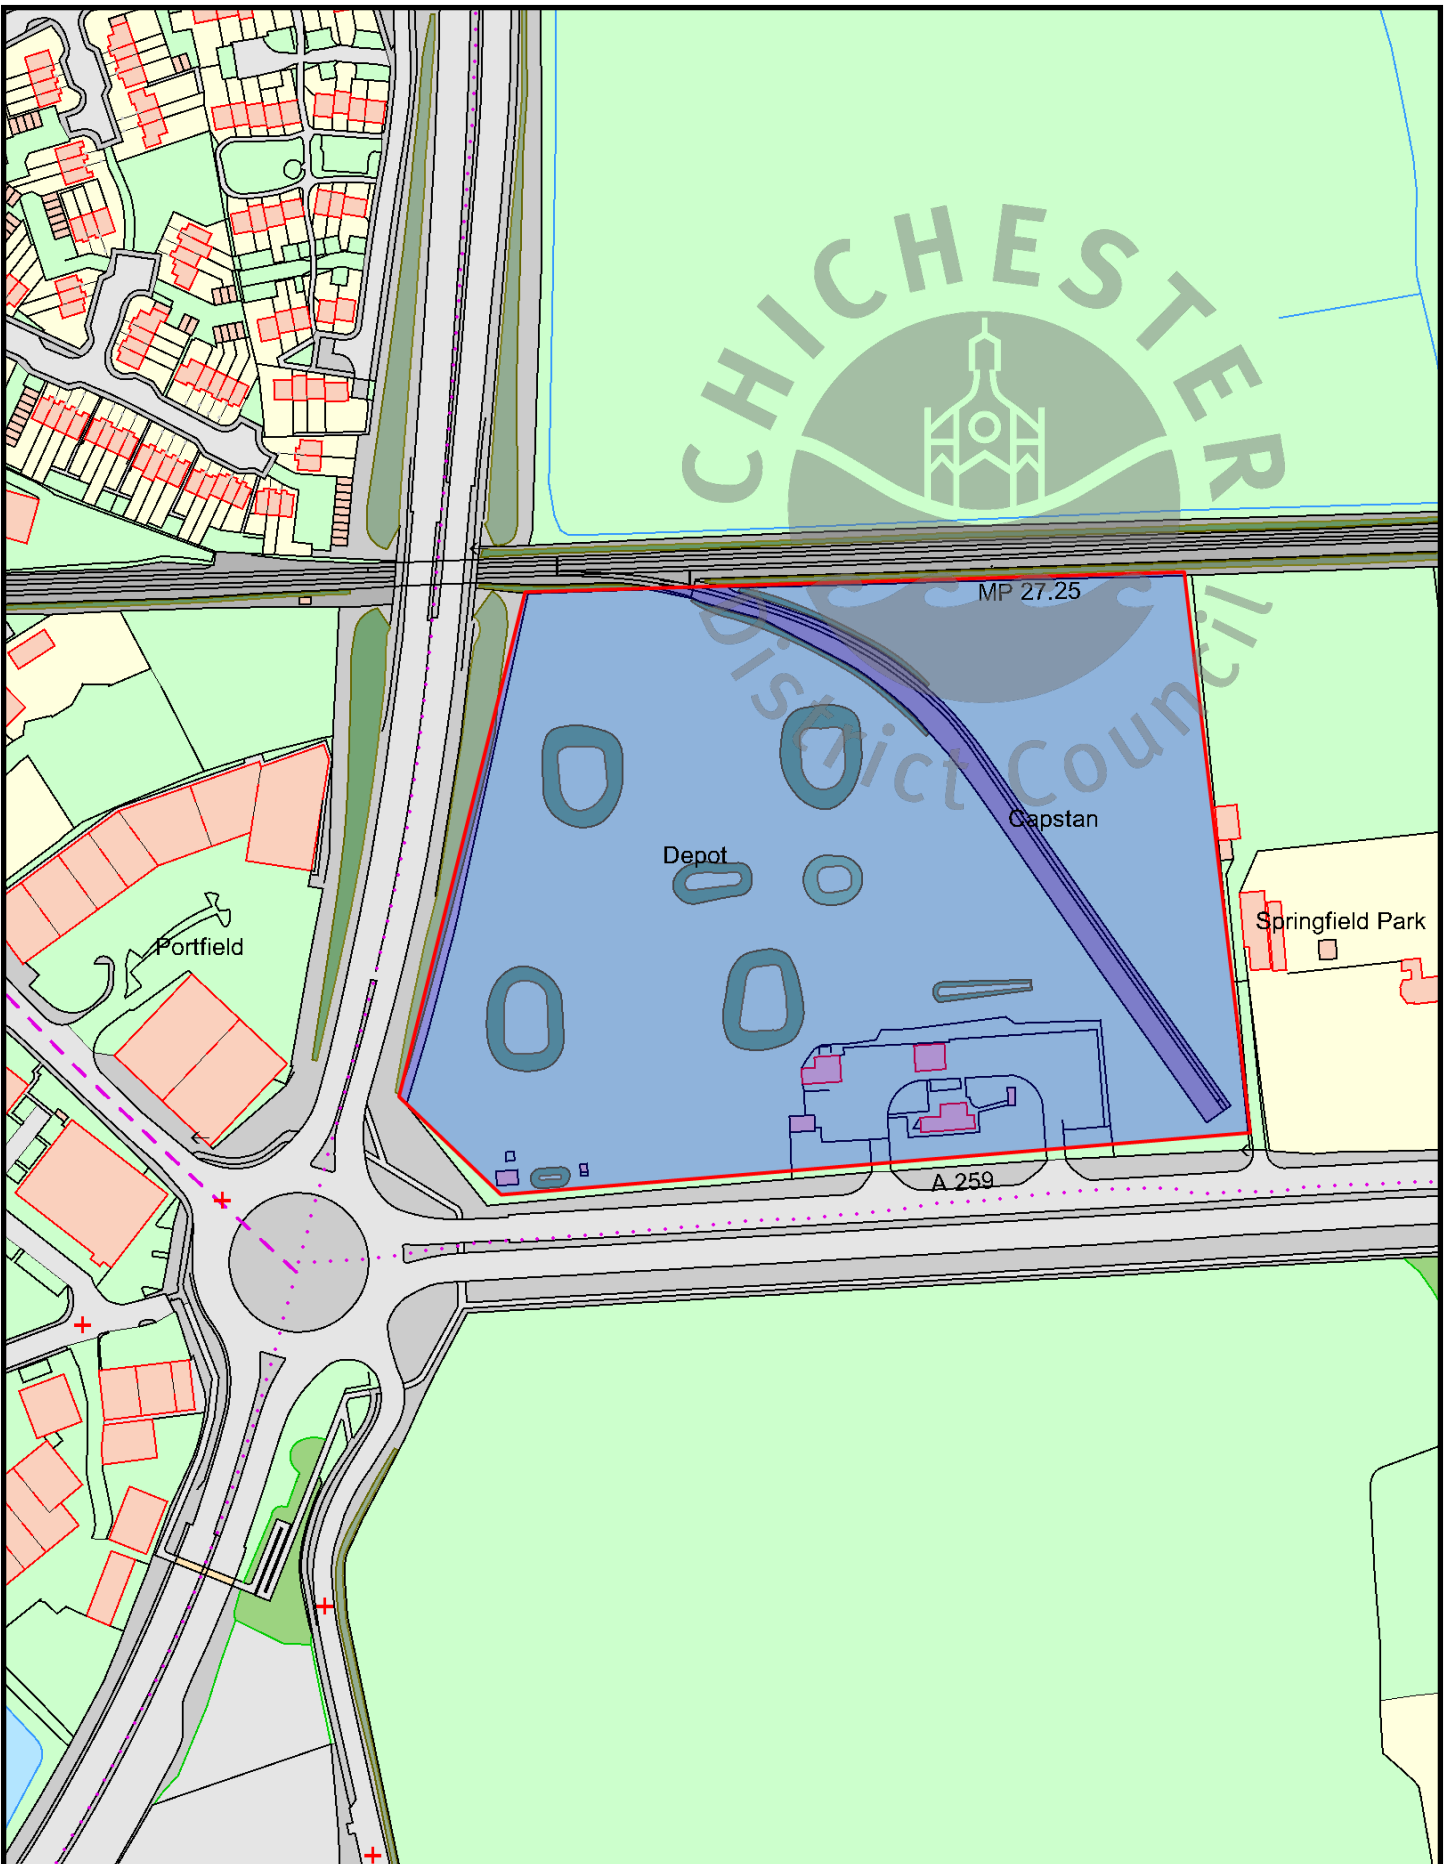 CHICHESTER
District Council
MP 27.25
Capstan
Depot
Springfield Park
Portfield
A 259